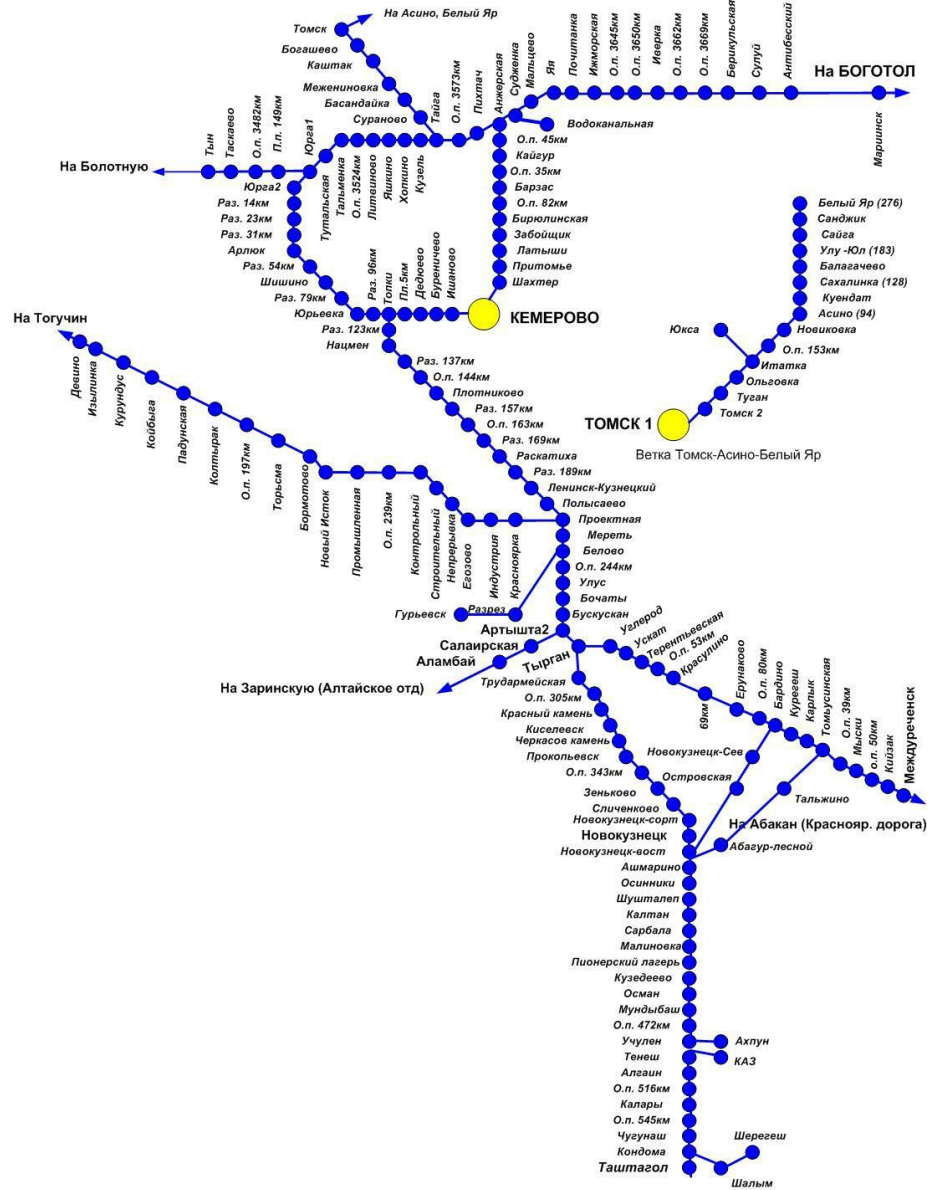 На Асино, Белый Яр
Томск
Богашево
Каштак
Межениновка
Басандайка
Сураново
Тайга
О.п. 3573км
Пихтач
Анжерская
Судженка
Мальцево
Яя
Почитанка
Ижморская
О.п. 3645км
О.п. 3650км
Иверка
О.п. 3662км
О.п. 3669км
Берикульская
Сулуй
Антибесский
На БОГОТОЛ
Мариинск
Водоканальная
На Болотную
Тын
Таскаево
О.п. 3482км
П.п. 149км
Юрга1
Тутальская
Тальменка
О.п. 3524км
Литвиново
Яшкино
Хопкино
Кузель
О.п. 45км
Кайгур
О.п. 35км
Барзас
О.п. 82км
Бирюлинская
Забойщик
Латыши
Притомье
Шахтер
КЕМЕРОВО
Юрга2
Раз. 14км
Раз. 23км
Раз. 31км
Арлюк
Раз. 54км
Шишино
Раз. 79км
Юрьевка
Раз. 96км
Топки
Пп.5км
Дедюево
Буреничево
Ишаново
Белый Яр (276)
Санджик
Сайга
Улу -Юл (183)
Балагачево
Сахалинка (128)
Куендат
Асино (94)
Новиковка
О.п. 153км
Юкса
Итатка
Ольговка
Туган
Томск 2
ТОМСК 1
Ветка Томск-Асино-Белый Яр
Раз. 123км
Нацмен
Раз. 137км
О.п. 144км
Плотниково
Раз. 157км
О.п. 163км
Раз. 169км
Раскатиха
Раз. 189км
Ленинск-Кузнецкий
Полысаево
Проектная
Мереть
Белово
О.п. 244км
Улус
Бочаты
Бускускан
На Тогучин
Девино
Изылинка
Курундус
Койбыга
Падунская
Колтырак
О.п. 197км
Торьсма
Бормотово
Новый Исток
Промышленная
О.п. 239км
Контрольный
Строительный
Непрерывка
Егозово
Индустрия
Красноярка
Гурьевск
Разрез
Артышта2
Салаирская
Аламбай
На Заринскую (Алтайское отд)
Тырган
Углерод
Ускат
Терентьевская
О.п. 53км
Красулино
69км
Ерунаково
О.п. 80км
Бардино
Курегеш
Карлык
Томьусинская
О.п. 39км
Мыски
о.п. 50км
Кийзак
Междуреченск
На Абакан (Краснояр. дорога)
Трудармейская
О.п. 305км
Красный камень
Киселевск
Черкасов камень
Прокопьевск
О.п. 343км
Зеньково
Сличенково
Новокузнецк-сорт
Новокузнецк
Новокузнецк-вост
Новокузнецк-Сев
Островская
Тальжино
Абагур-лесной
Ашмарино
Осинники
Шушталеп
Калтан
Сарбала
Малиновка
Пионерский лагерь
Кузедеево
Осман
Мундыбаш
О.п. 472км
Учулен
Ахпун
Тенеш
КАЗ
Алгаин
О.п. 516км
Калары
О.п. 545км
Чугунаш
Кондома
Шерегеш
Таштагол
Шалым